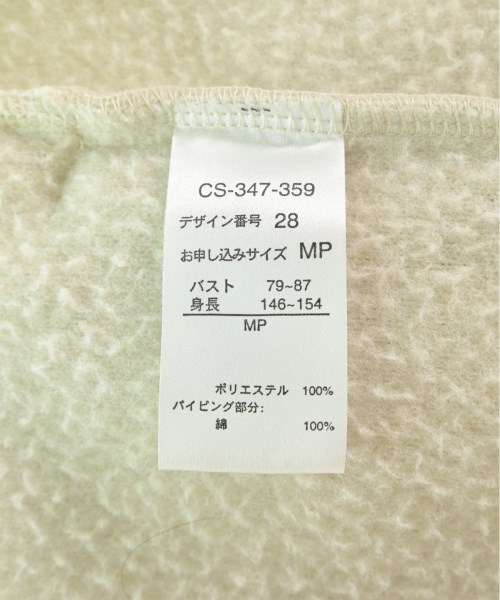 CS-347-359
デザイン番号 28
お申し込みサイズ MP
バスト 79~87
身長 146~154
MP
ポリエステル 100%
パイピング部分:
綿 100%